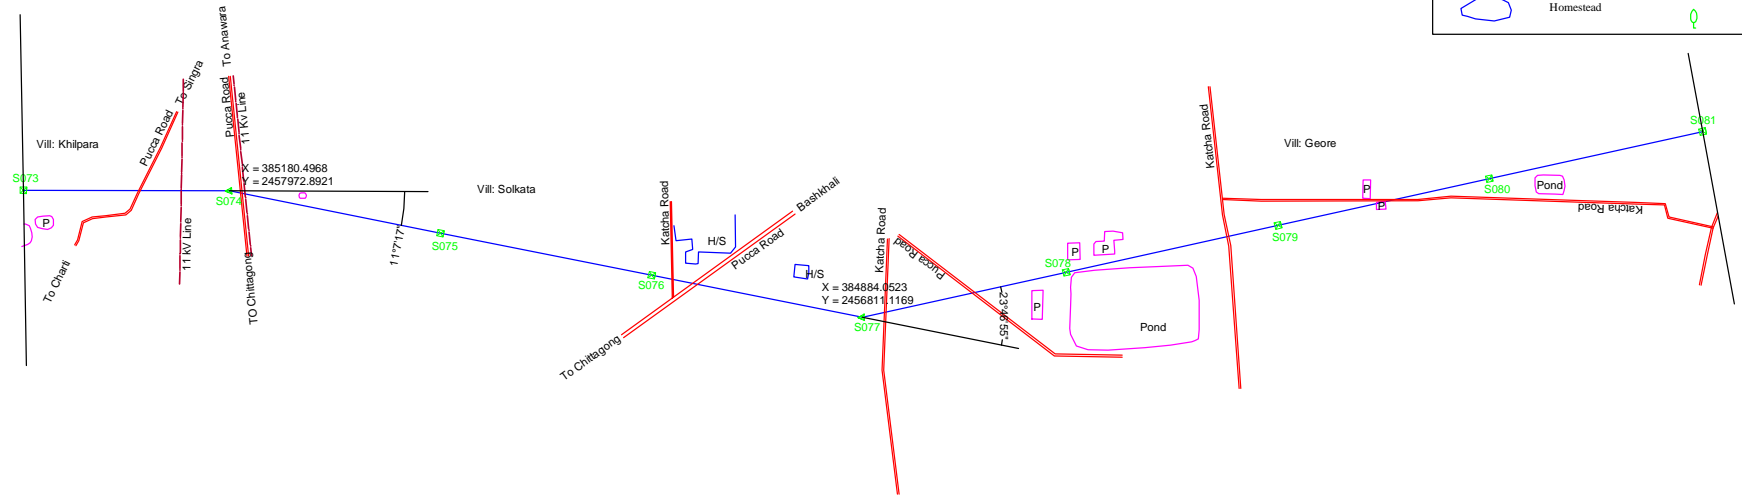 Homestead
To Anawara
To Singra
Pucca Road
Pucca Road
11 Kv Line
Vill: Khilpara
S073
P
To Charti
11 kV Line
X = 385180.4968
Y = 2457972.8921
S074
TO Chittagong
11°7'17"
Vill: Solkata
S075
Katcha Road
H/S
Bashkhali
Pucca Road
S076
To Chittagong
H/S
X = 384884.0523
Y = 2456811.1169
S077
Katcha Road
Pucca Road
23°46'55"
P
S078
P
P
Pond
Katcha Road
Vill: Geore
S079
P
P
S080
Pond
Katcha Road
S081